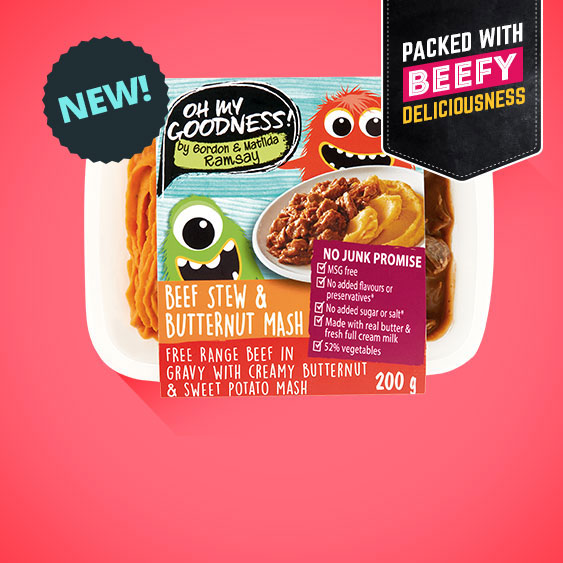 NEW!
PACKED WITH
BEEFY
DELICIOUSNESS
OH MY
GOODNESS!
by Gordon & Matilda
Ramsay
NO JUNK PROMISE
MSG free
No added flavours or
preservatives*
No added sugar or salt*
Made with real butter &
fresh full cream milk
52% vegetables
BEEF STEW &
BUTTERNUT MASH
FREE RANGE BEEF IN
GRAVY WITH CREAMY BUTTERNUT
& SWEET POTATO MASH
200 g